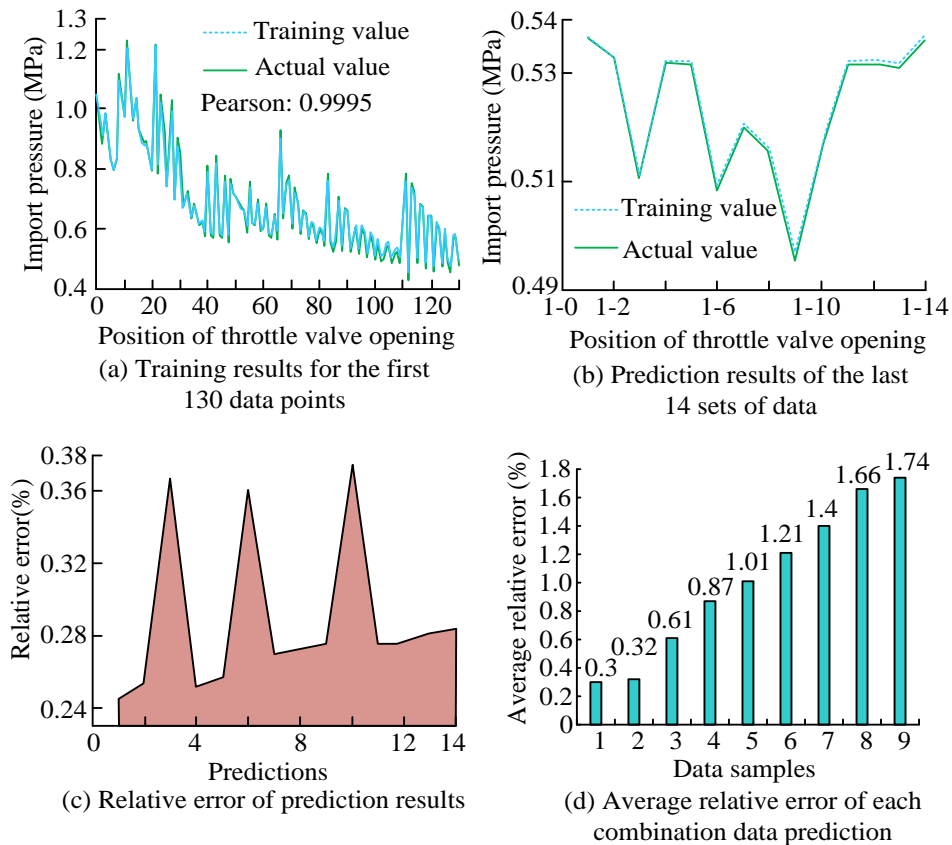 Import pressure (MPa)
1.3
1.2
1.0
0.8
0.6
0.4
Training value
Actual value
Pearson: 0.9995
0 20 40 60 80 100 120
Position of throttle valve opening
(a) Training results for the first
130 data points
Import pressure (MPa)
0.54
0.53
0.51
0.49
Training value
Actual value
1-0 1-2 1-6 1-10 1-14
Position of throttle valve opening
(b) Prediction results of the last
14 sets of data
Relative error(%)
0.38
0.36
0.32
0.28
0.24
0 4 8 12 14
Predictions
(c) Relative error of prediction results
Average relative error (%)
1.8
1.6
1.4
1.2
1.0
0.8
0.6
0.4
0.2
0
0.3 0.32 0.61 0.87 1.01 1.21 1.4 1.66 1.74
1 2 3 4 5 6 7 8 9
Data samples
(d) Average relative error of each
combination data prediction